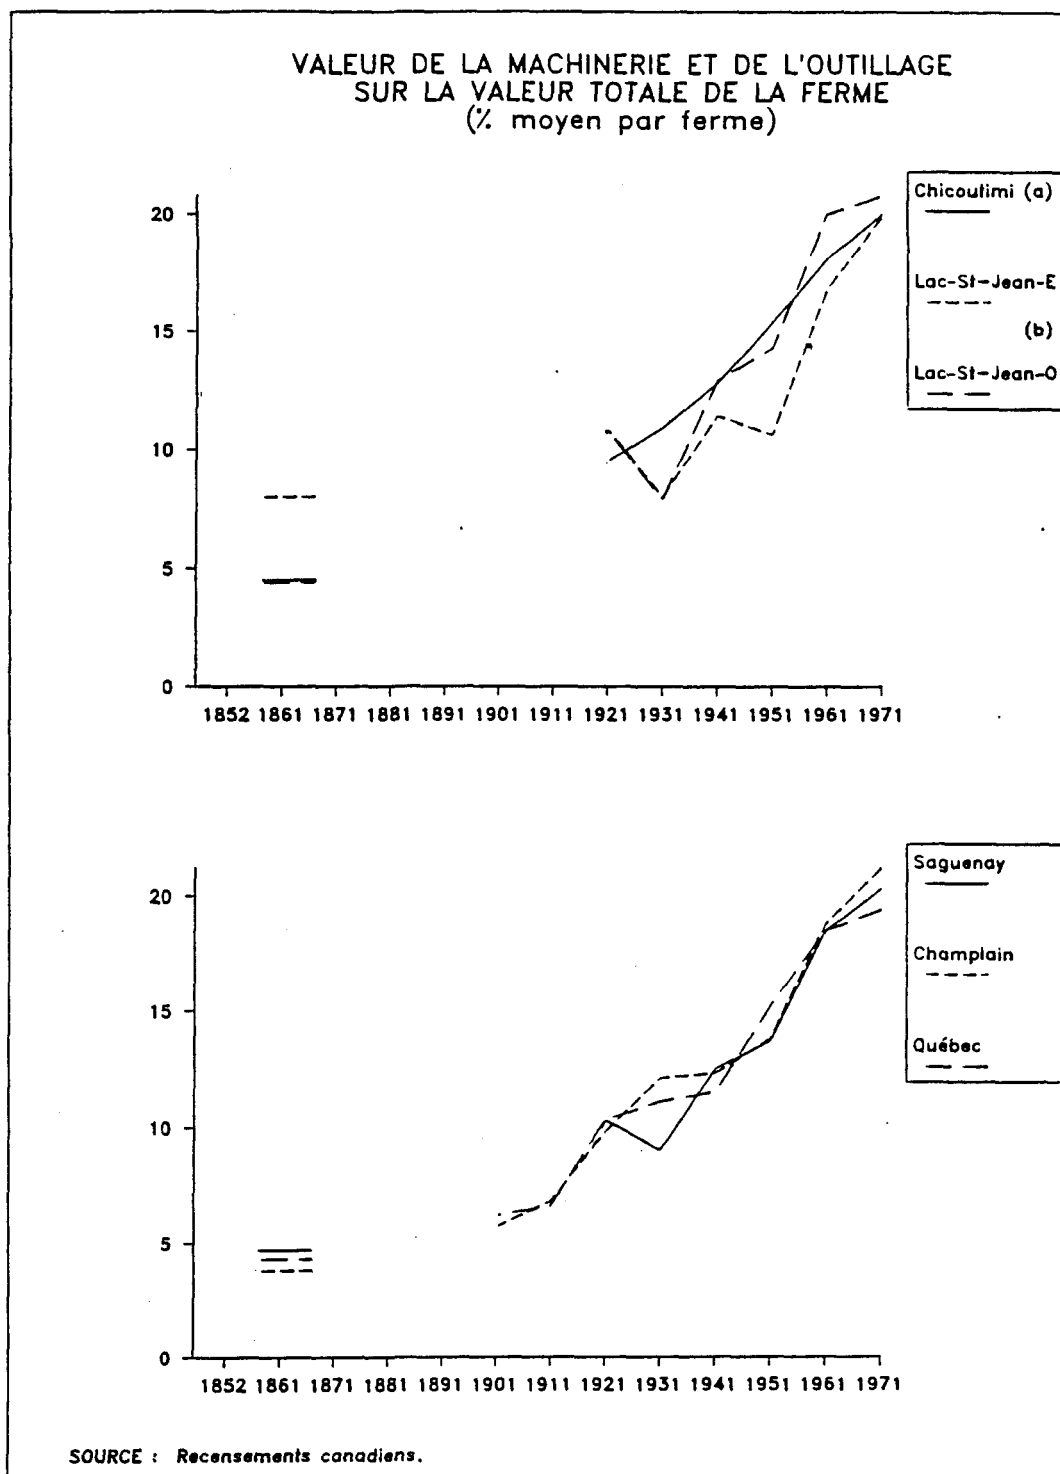 VALEUR DE LA MACHINERIE ET DE L'OUTILLAGE
SUR LA VALEUR TOTALE DE LA FERME
(% moyen par ferme)
20
15
10
5
0
1852 1861 1871 1881 1891 1901 1911 1921 1931 1941 1951 1961 1971
Chicoutimi (a)
Lac-St-Jean-E
(b)
Lac-St-Jean-O
20
15
10
5
0
1852 1861 1871 1881 1891 1901 1911 1921 1931 1941 1951 1961 1971
Saguenay
Champlain
Québec
SOURCE : Recensements canadiens.